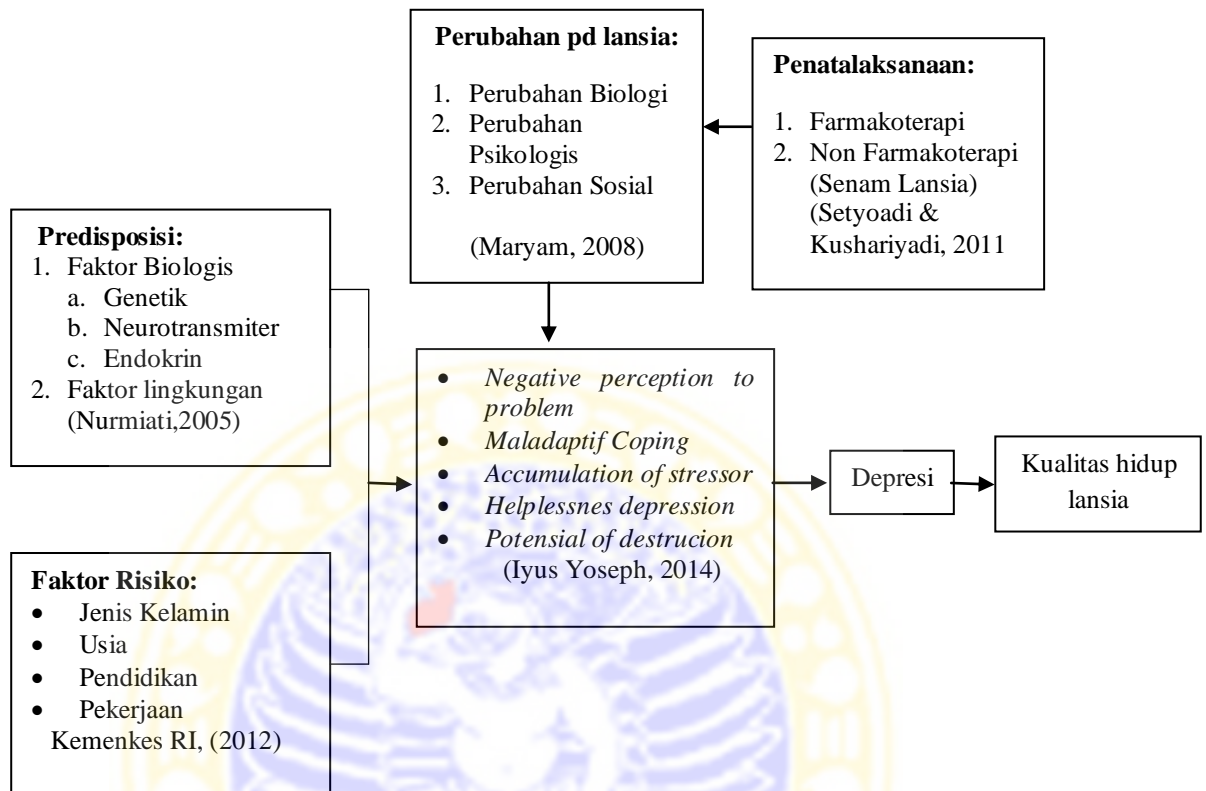 Perubahan pd lansia:
1. Perubahan Biologi
2. Perubahan
Psikologis
3. Perubahan Sosial
(Maryam, 2008)
Penatalaksanaan:
1. Farmakoterapi
2. Non Farmakoterapi
(Senam Lansia)
(Setyoadi &
Kushariyadi, 2011
Predisposisi:
1. Faktor Biologis
a. Genetik
b. Neurotransmiter
c. Endokrin
2. Faktor lingkungan
(Nurmiati,2005)
• Negative perception to
problem
• Maladaptif Coping
• Accumulation of stressor
• Helplessnes depression
• Potensial of destrucion
(Iyus Yoseph, 2014)
Depresi
Kualitas hidup
lansia
Faktor Risiko:
• Jenis Kelamin
• Usia
• Pendidikan
• Pekerjaan
Kemenkes RI, (2012)